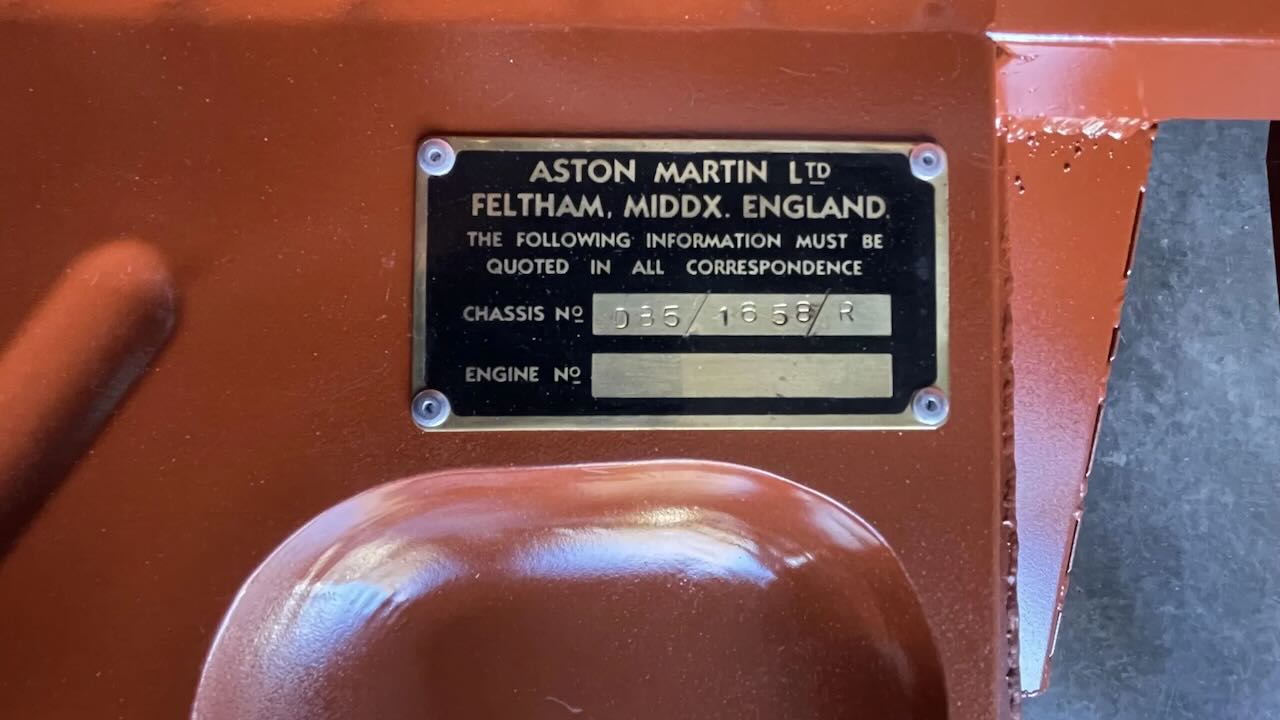 ASTON MARTIN LTD
FELTHAM, MIDDX. ENGLAND.
THE FOLLOWING INFORMATION MUST BE
QUOTED IN ALL CORRESPONDENCE
CHASSIS Nº DB5/1658/R
ENGINE Nº